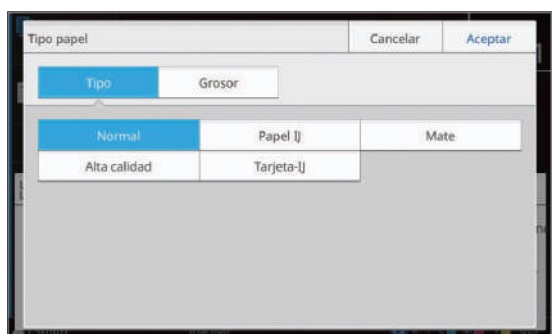 Tipo papel Cancelar Aceptar
Tipo Grosor
Normal Papel IJ Mate
Alta calidad Tarjeta-IJ